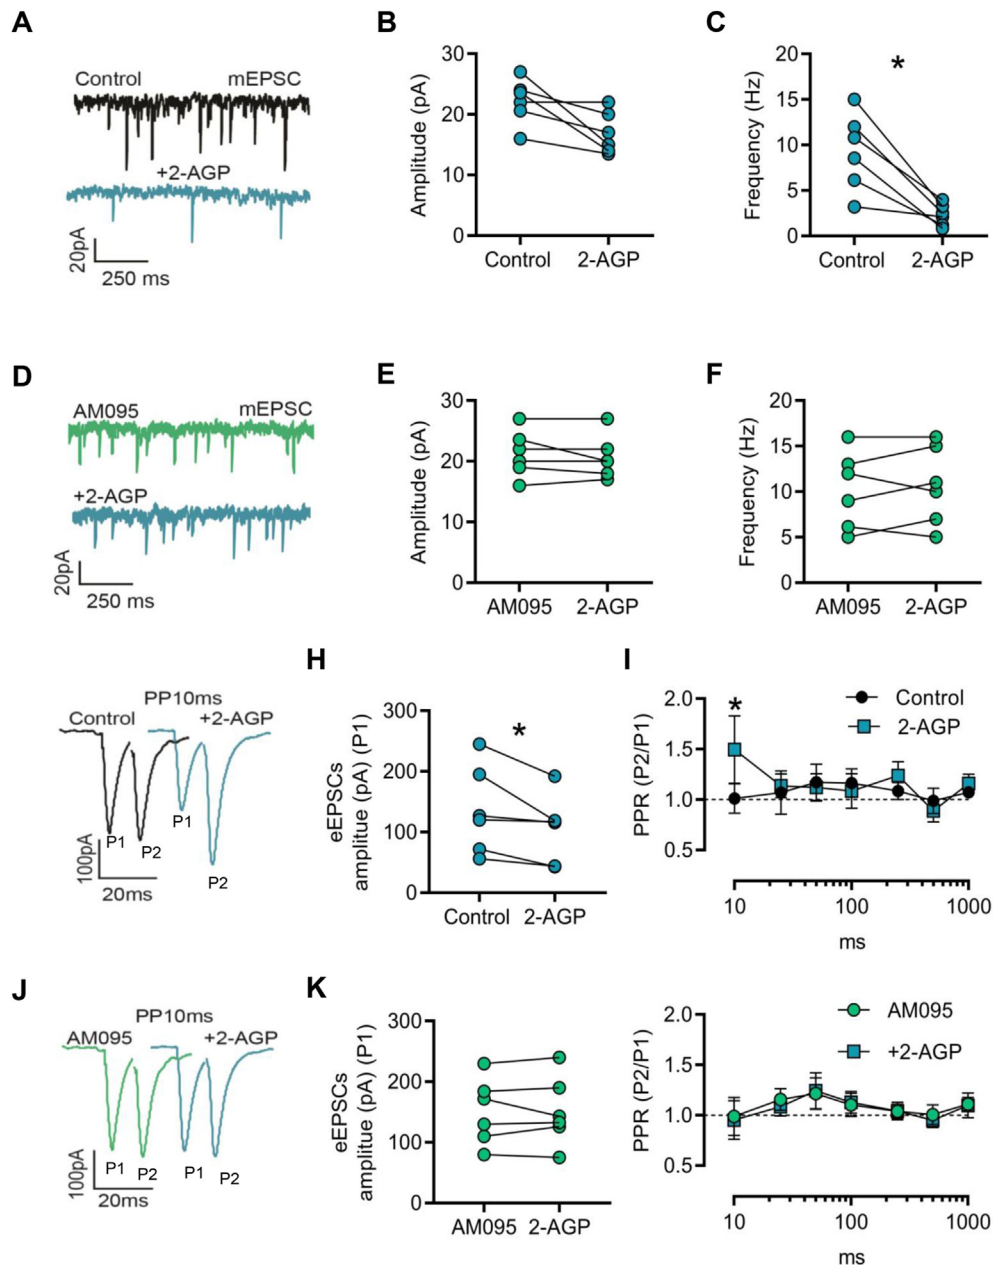 A
Control
mEPSC
+2-AGP
20pA
250 ms
B
Amplitude (pA)
30
20
10
0
Control
2-AGP
C
Frequency (Hz)
20
15
10
5
0
*
Control
2-AGP
D
AM095
mEPSC
+2-AGP
20pA
250 ms
E
Amplitude (pA)
30
20
10
0
AM095
2-AGP
F
Frequency (Hz)
20
15
10
5
0
AM095
2-AGP
PP10ms
Control
+2-AGP
P1
P2
P1
P2
100pA
20ms
H
eEPSCs
amplitue (pA) (P1)
300
200
100
0
*
Control
2-AGP
I
PPR (P2/P1)
2.0
1.5
1.0
0.5
*
Control
2-AGP
10
100
1000
ms
J
PP10ms
AM095
+2-AGP
P1
P2
P1
P2
100pA
20ms
K
eEPSCs
amplitue (pA) (P1)
300
200
100
0
AM095
2-AGP
PPR (P2/P1)
2.0
1.5
1.0
0.5
AM095
+2-AGP
10
100
1000
ms